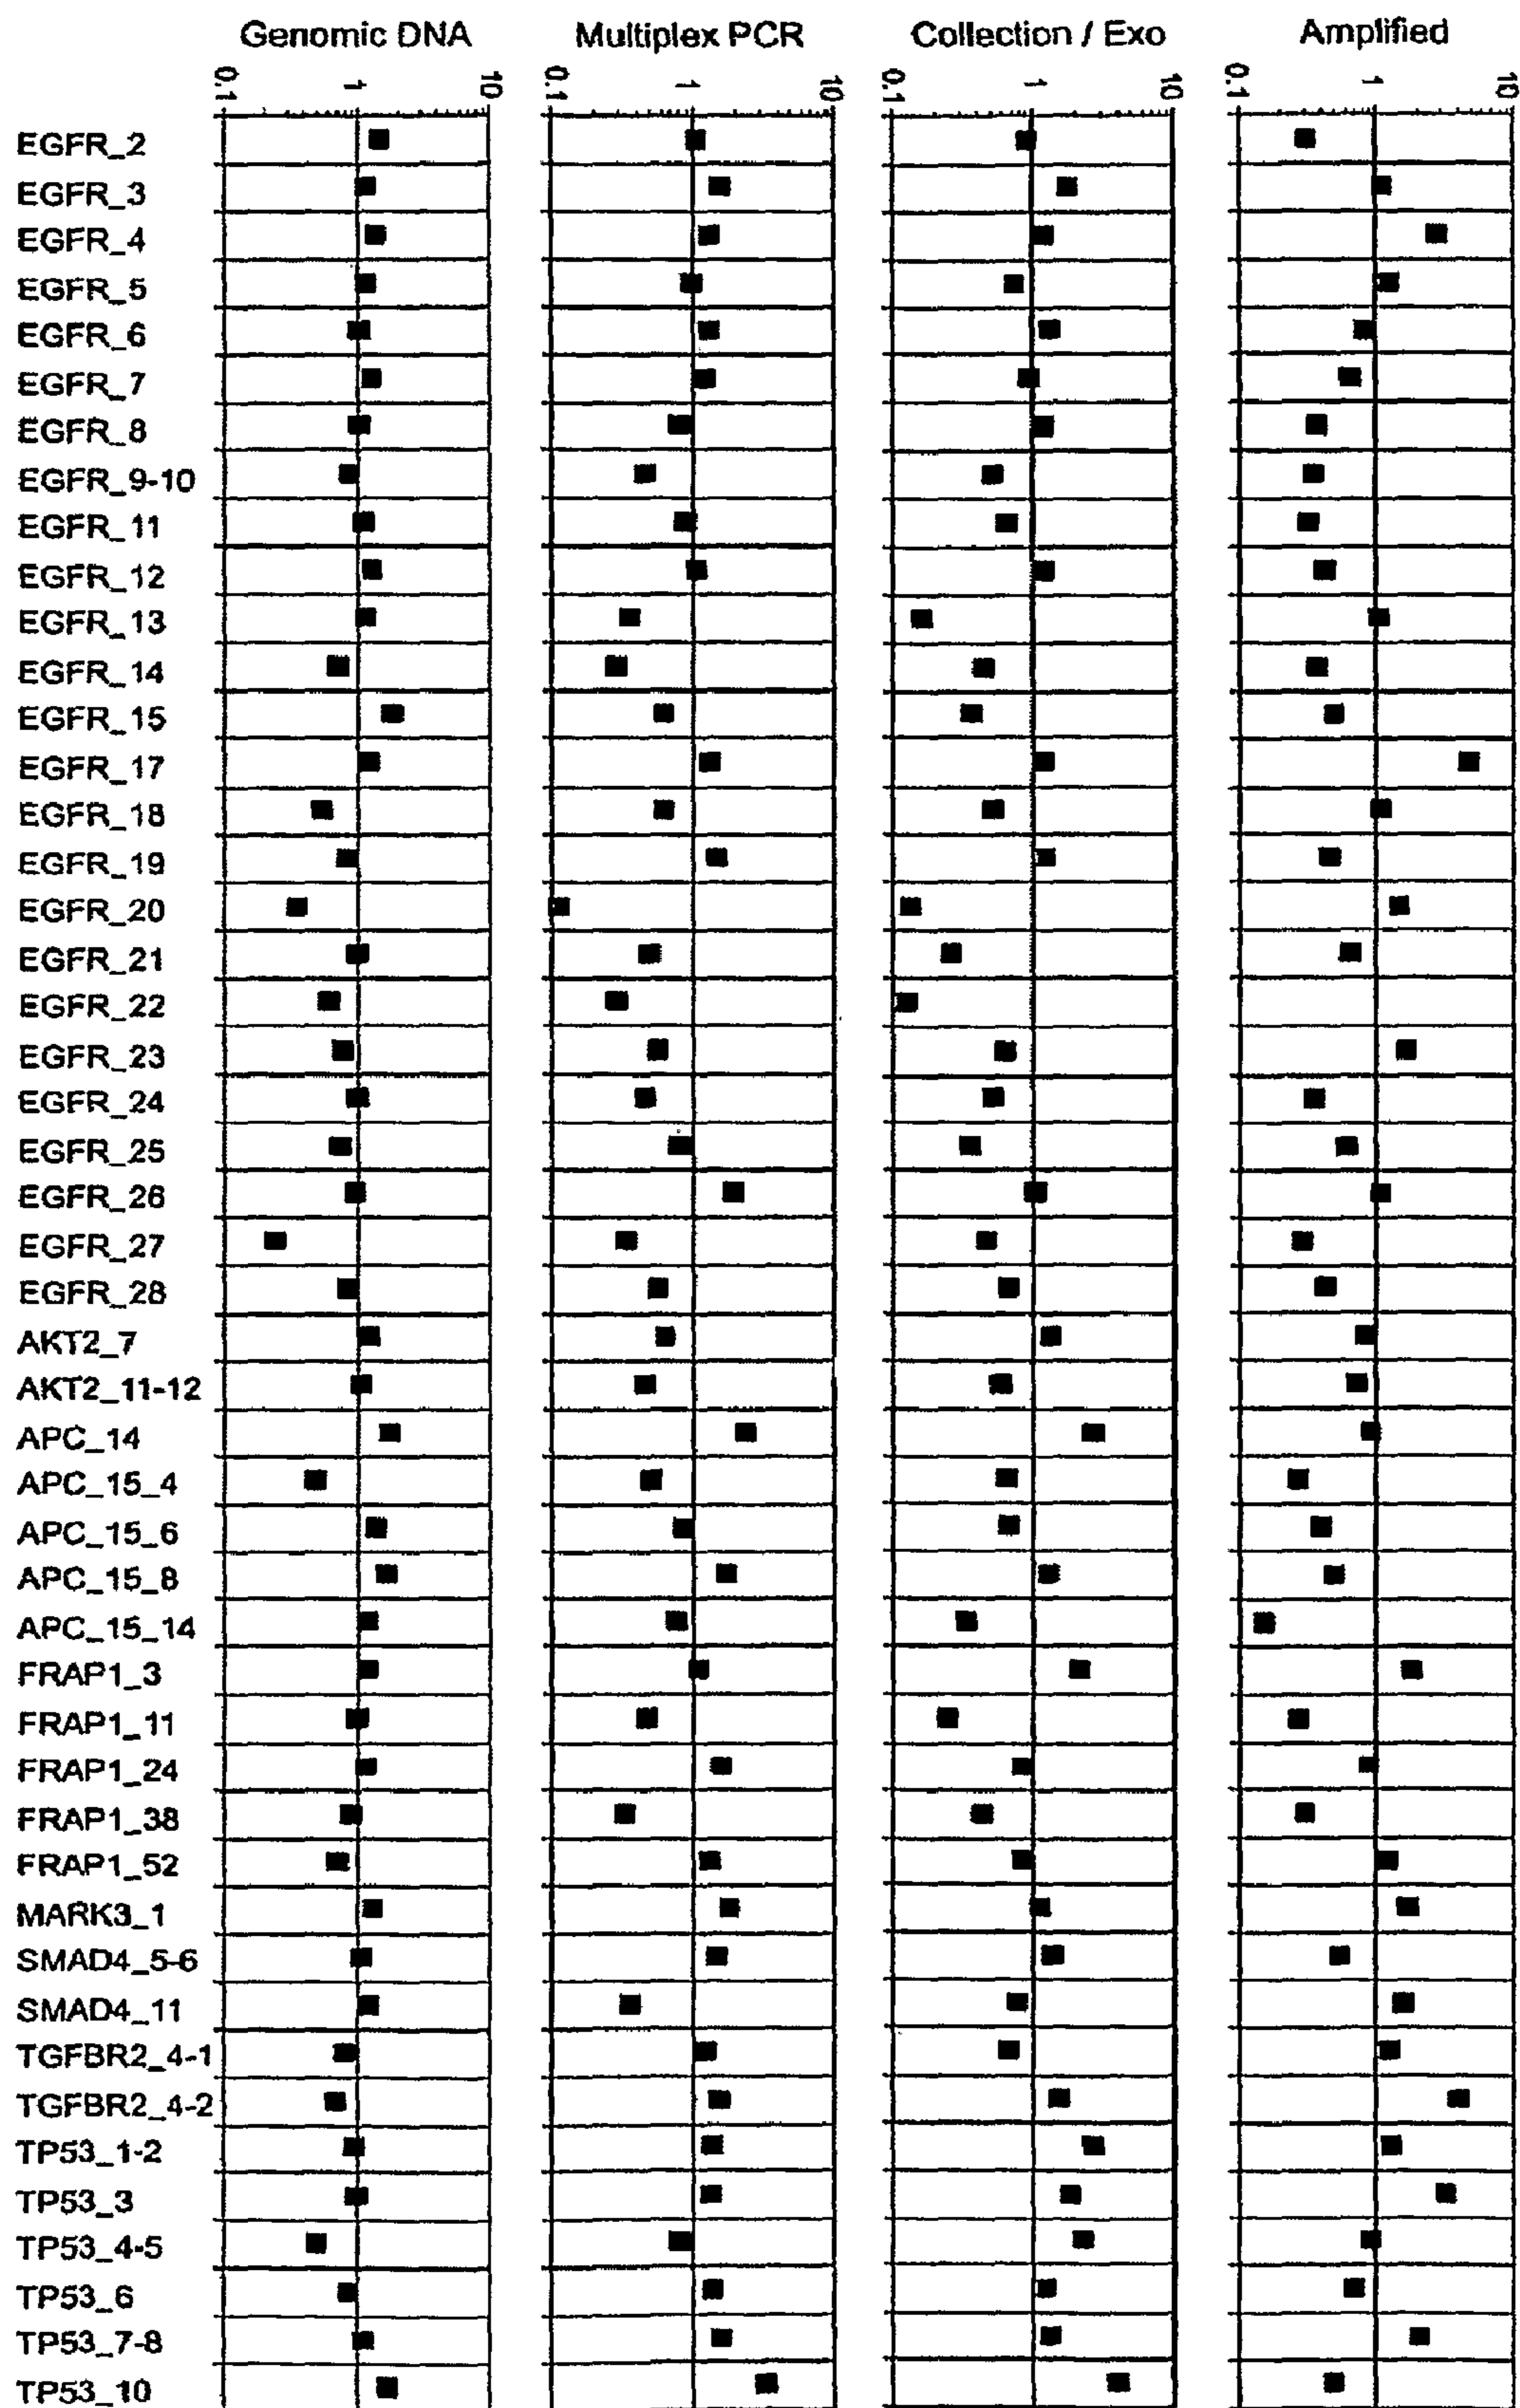 Genomic DNA Multiplex PCR Collection / Exo Amplified
0.1 1 10 0.1 1 10 0.1 1 10 0.1 1 10
EGFR_2
EGFR_3
EGFR_4
EGFR_5
EGFR_6
EGFR_7
EGFR_8
EGFR_9-10
EGFR_11
EGFR_12
EGFR_13
EGFR_14
EGFR_15
EGFR_17
EGFR_18
EGFR_19
EGFR_20
EGFR_21
EGFR_22
EGFR_23
EGFR_24
EGFR_25
EGFR_26
EGFR_27
EGFR_28
AKT2_7
AKT2_11-12
APC_14
APC_15_4
APC_15_6
APC_15_8
APC_15_14
FRAP1_3
FRAP1_11
FRAP1_24
FRAP1_38
FRAP1_52
MARK3_1
SMAD4_5-6
SMAD4_11
TGFBR2_4-1
TGFBR2_4-2
TP53_1-2
TP53_3
TP53_4-5
TP53_6
TP53_7-8
TP53_10